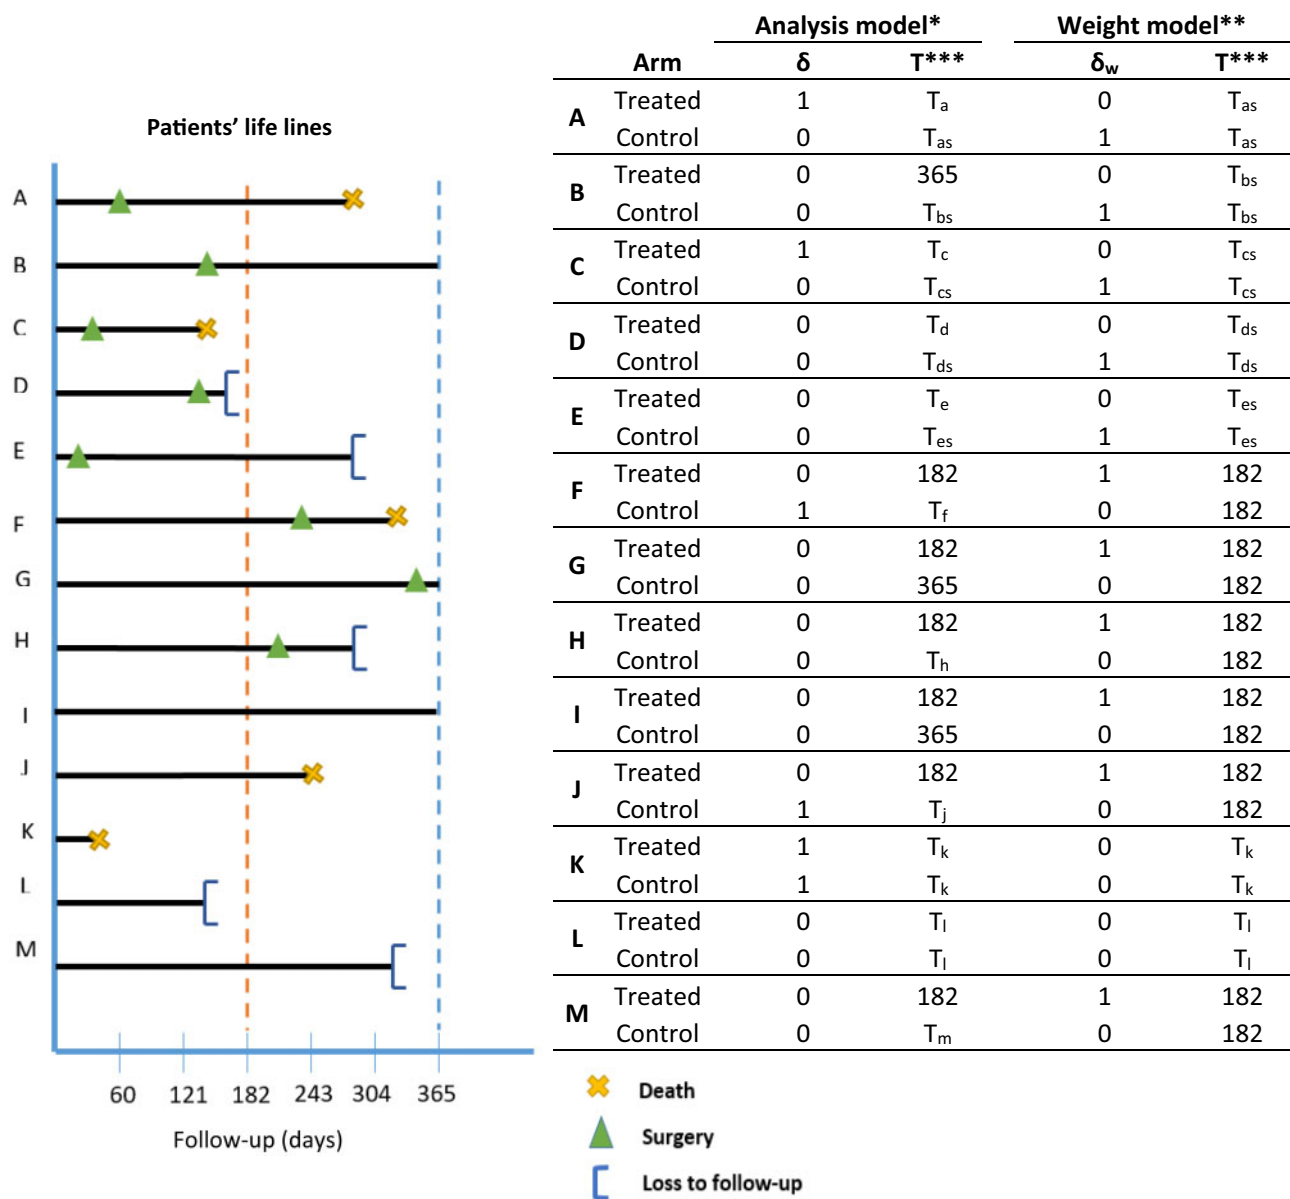 Patients' life lines
A
B
C
D
E
F
G
H
I
J
K
L
M
60 121 182 243 304 365
Follow-up (days)
Analysis model* Weight model**
Arm δ T*** δw T***
A Treated 1 Ta 0 Tas
Control 0 Tas 1 Tas
B Treated 0 365 0 Tbs
Control 0 Tbs 1 Tbs
C Treated 1 Tc 0 Tcs
Control 0 Tcs 1 Tcs
D Treated 0 Td 0 Tds
Control 0 Tds 1 Tds
E Treated 0 Te 0 Tes
Control 0 Tes 1 Tes
F Treated 0 182 1 182
Control 1 Tf 0 182
G Treated 0 182 1 182
Control 0 365 0 182
H Treated 0 182 1 182
Control 0 Th 0 182
I Treated 0 182 1 182
Control 0 365 0 182
J Treated 0 182 1 182
Control 1 Tj 0 182
K Treated 1 Tk 0 Tk
Control 1 Tk 0 Tk
L Treated 0 Tl 0 Tl
Control 0 Tl 0 Tl
M Treated 0 182 1 182
Control 0 Tm 0 182
Death
Surgery
Loss to follow-up